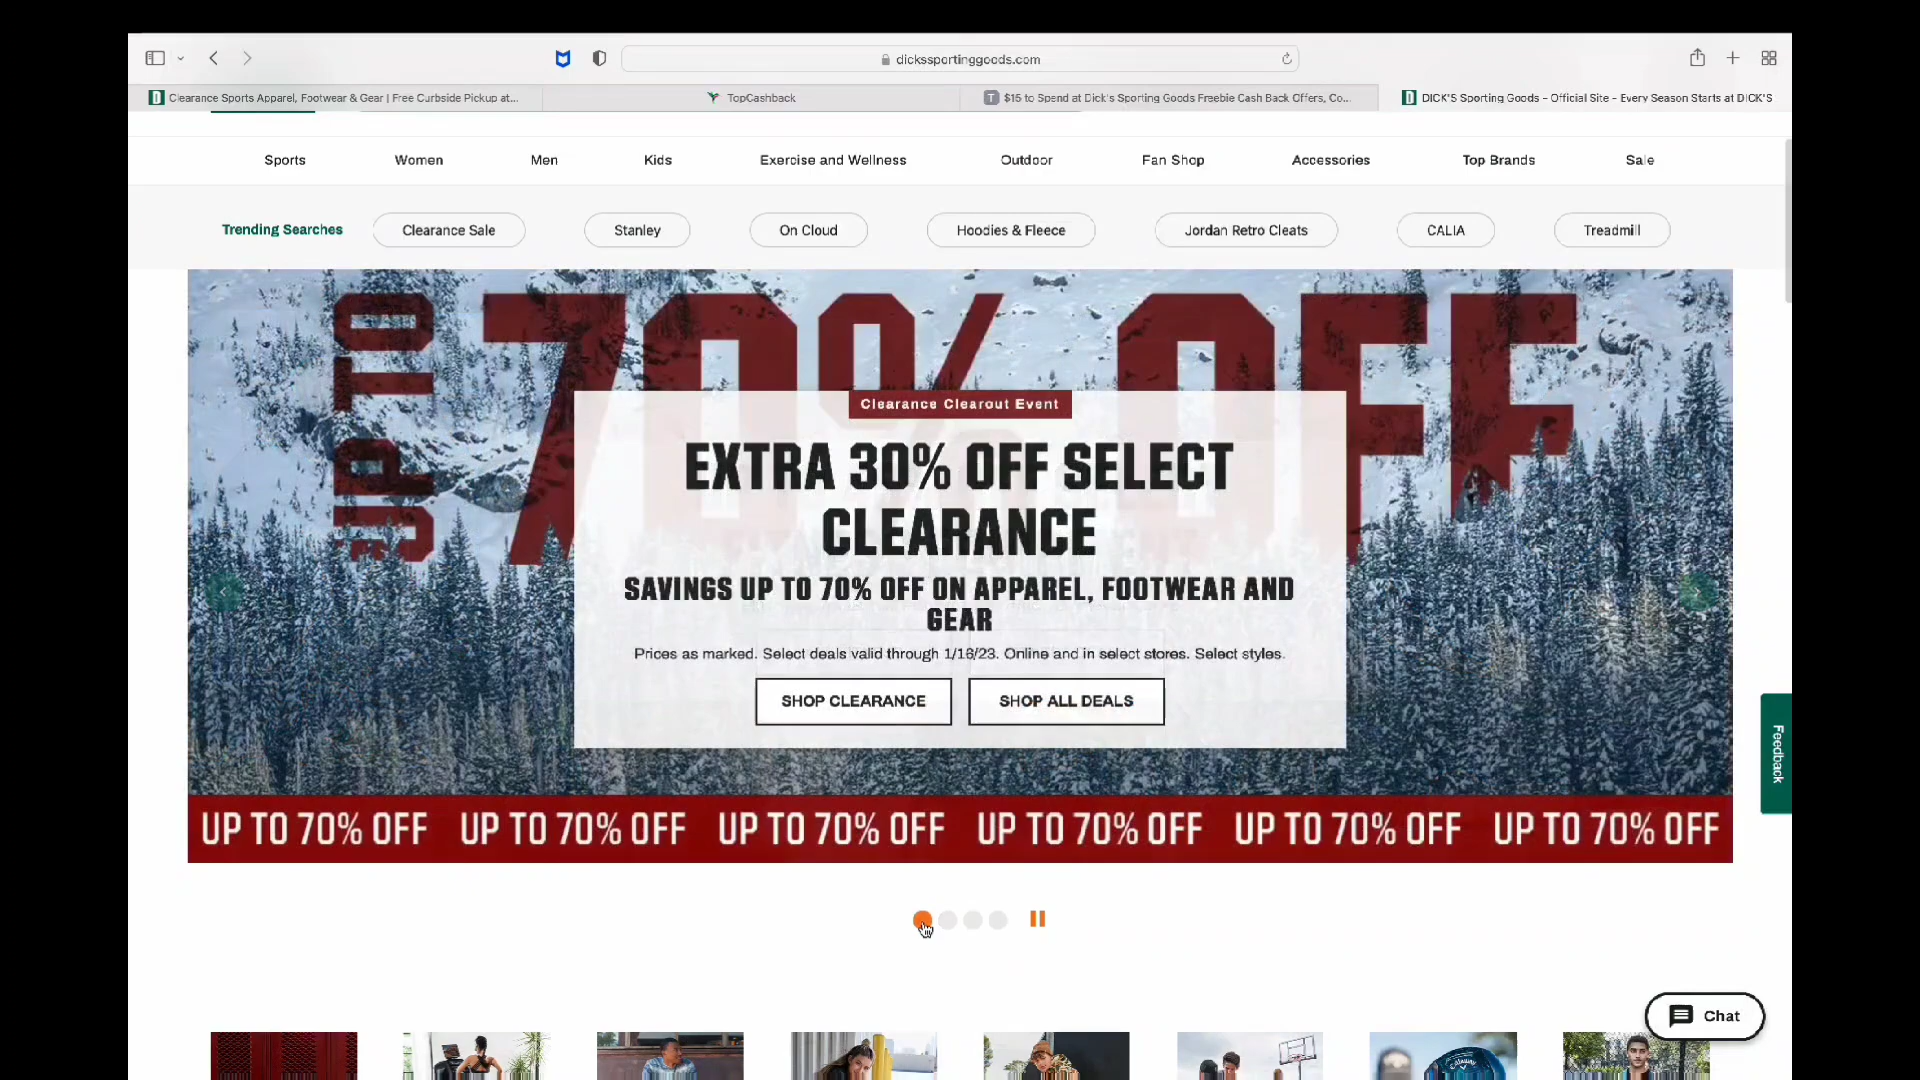 dickssportinggoods.com
Clearance Sports Apparel, Footwear & Gear | Free Curbside Pickup at...
TopCashback
T $15 to Spend at Dick's Sporting Goods Freebie Cash Back Offers, Co...
DICK'S Sporting Goods - Official Site - Every Season Starts at DICK'S
Sports Women Men Kids Exercise and Wellness Outdoor Fan Shop Accessories Top Brands Sale
Trending Searches Clearance Sale Stanley On Cloud Hoodies & Fleece Jordan Retro Cleats CALIA Treadmill
UP TO 70% OFF
Clearance Clearout Event
EXTRA 30% OFF SELECT
CLEARANCE
SAVINGS UP TO 70% OFF ON APPAREL, FOOTWEAR AND
GEAR
Prices as marked. Select deals valid through 1/16/23. Online and in select stores. Select styles.
SHOP CLEARANCE SHOP ALL DEALS
Feedback
UP TO 70% OFF UP TO 70% OFF UP TO 70% OFF UP TO 70% OFF UP TO 70% OFF UP TO 70% OFF
Chat